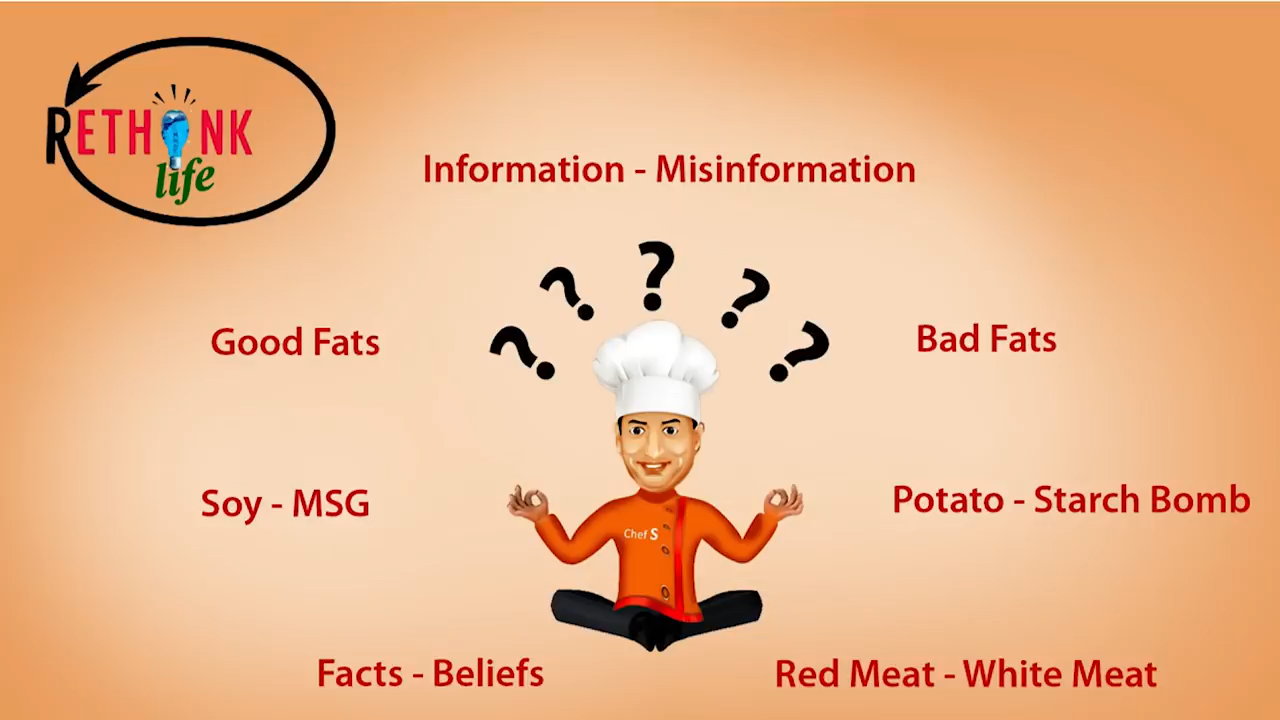 RETHINK
life
Information - Misinformation
Good Fats
Bad Fats
Soy - MSG
Potato - Starch Bomb
Chef S
Facts - Beliefs
Red Meat - White Meat